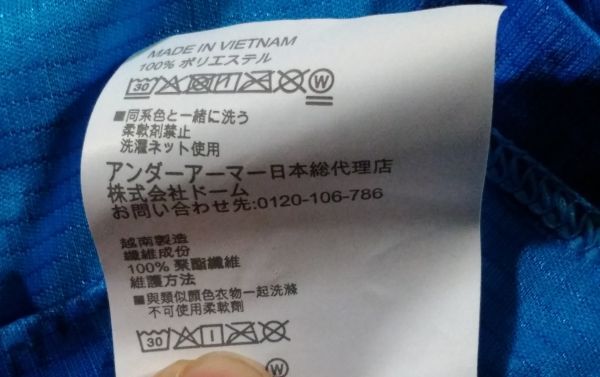 MADE IN VIETNAM
100% ポリエステル
30 W
■同系色と一緒に洗う
柔軟剤禁止
洗濯ネット使用
アンダーアーマー日本総代理店
株式会社ドーム
お問い合わせ先:0120-106-786
越南製造
纖維成份
100% 聚酯纖維
維護方法
■與類似顏色衣物一起洗滌
不可使用柔軟劑
30
W